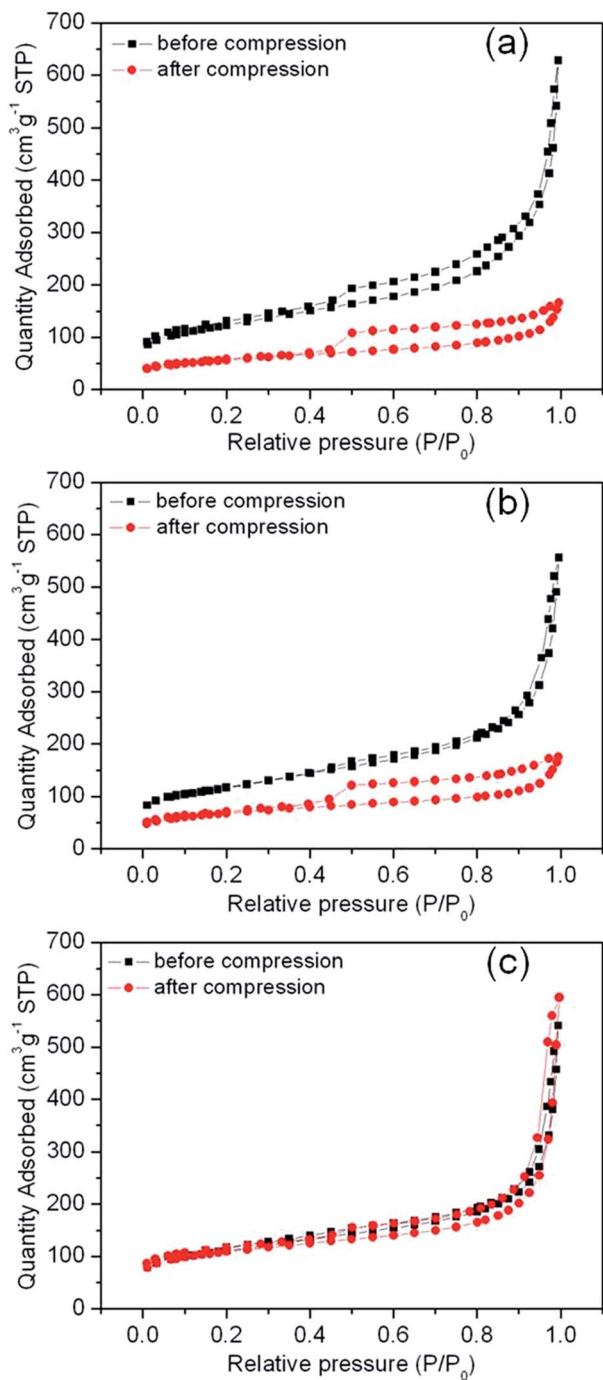 700
(a)
before compression
after compression
600
500
400
300
200
100
0
0.0 0.2 0.4 0.6 0.8 1.0
Quantity Adsorbed (cm³g⁻¹ STP)
Relative pressure (P/P₀)
700
(b)
before compression
after compression
600
500
400
300
200
100
0
0.0 0.2 0.4 0.6 0.8 1.0
Quantity Adsorbed (cm³g⁻¹ STP)
Relative pressure (P/P₀)
700
(c)
before compression
after compression
600
500
400
300
200
100
0
0.0 0.2 0.4 0.6 0.8 1.0
Quantity Adsorbed (cm³g⁻¹ STP)
Relative pressure (P/P₀)